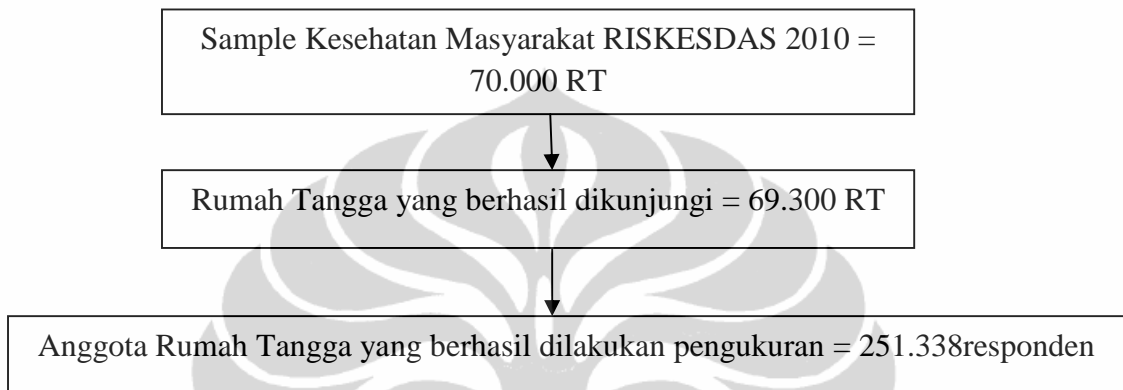 Sample Kesehatan Masyarakat RISKESDAS 2010 =
70.000 RT
Rumah Tangga yang berhasil dikunjungi = 69.300 RT
Anggota Rumah Tangga yang berhasil dilakukan pengukuran = 251.338responden